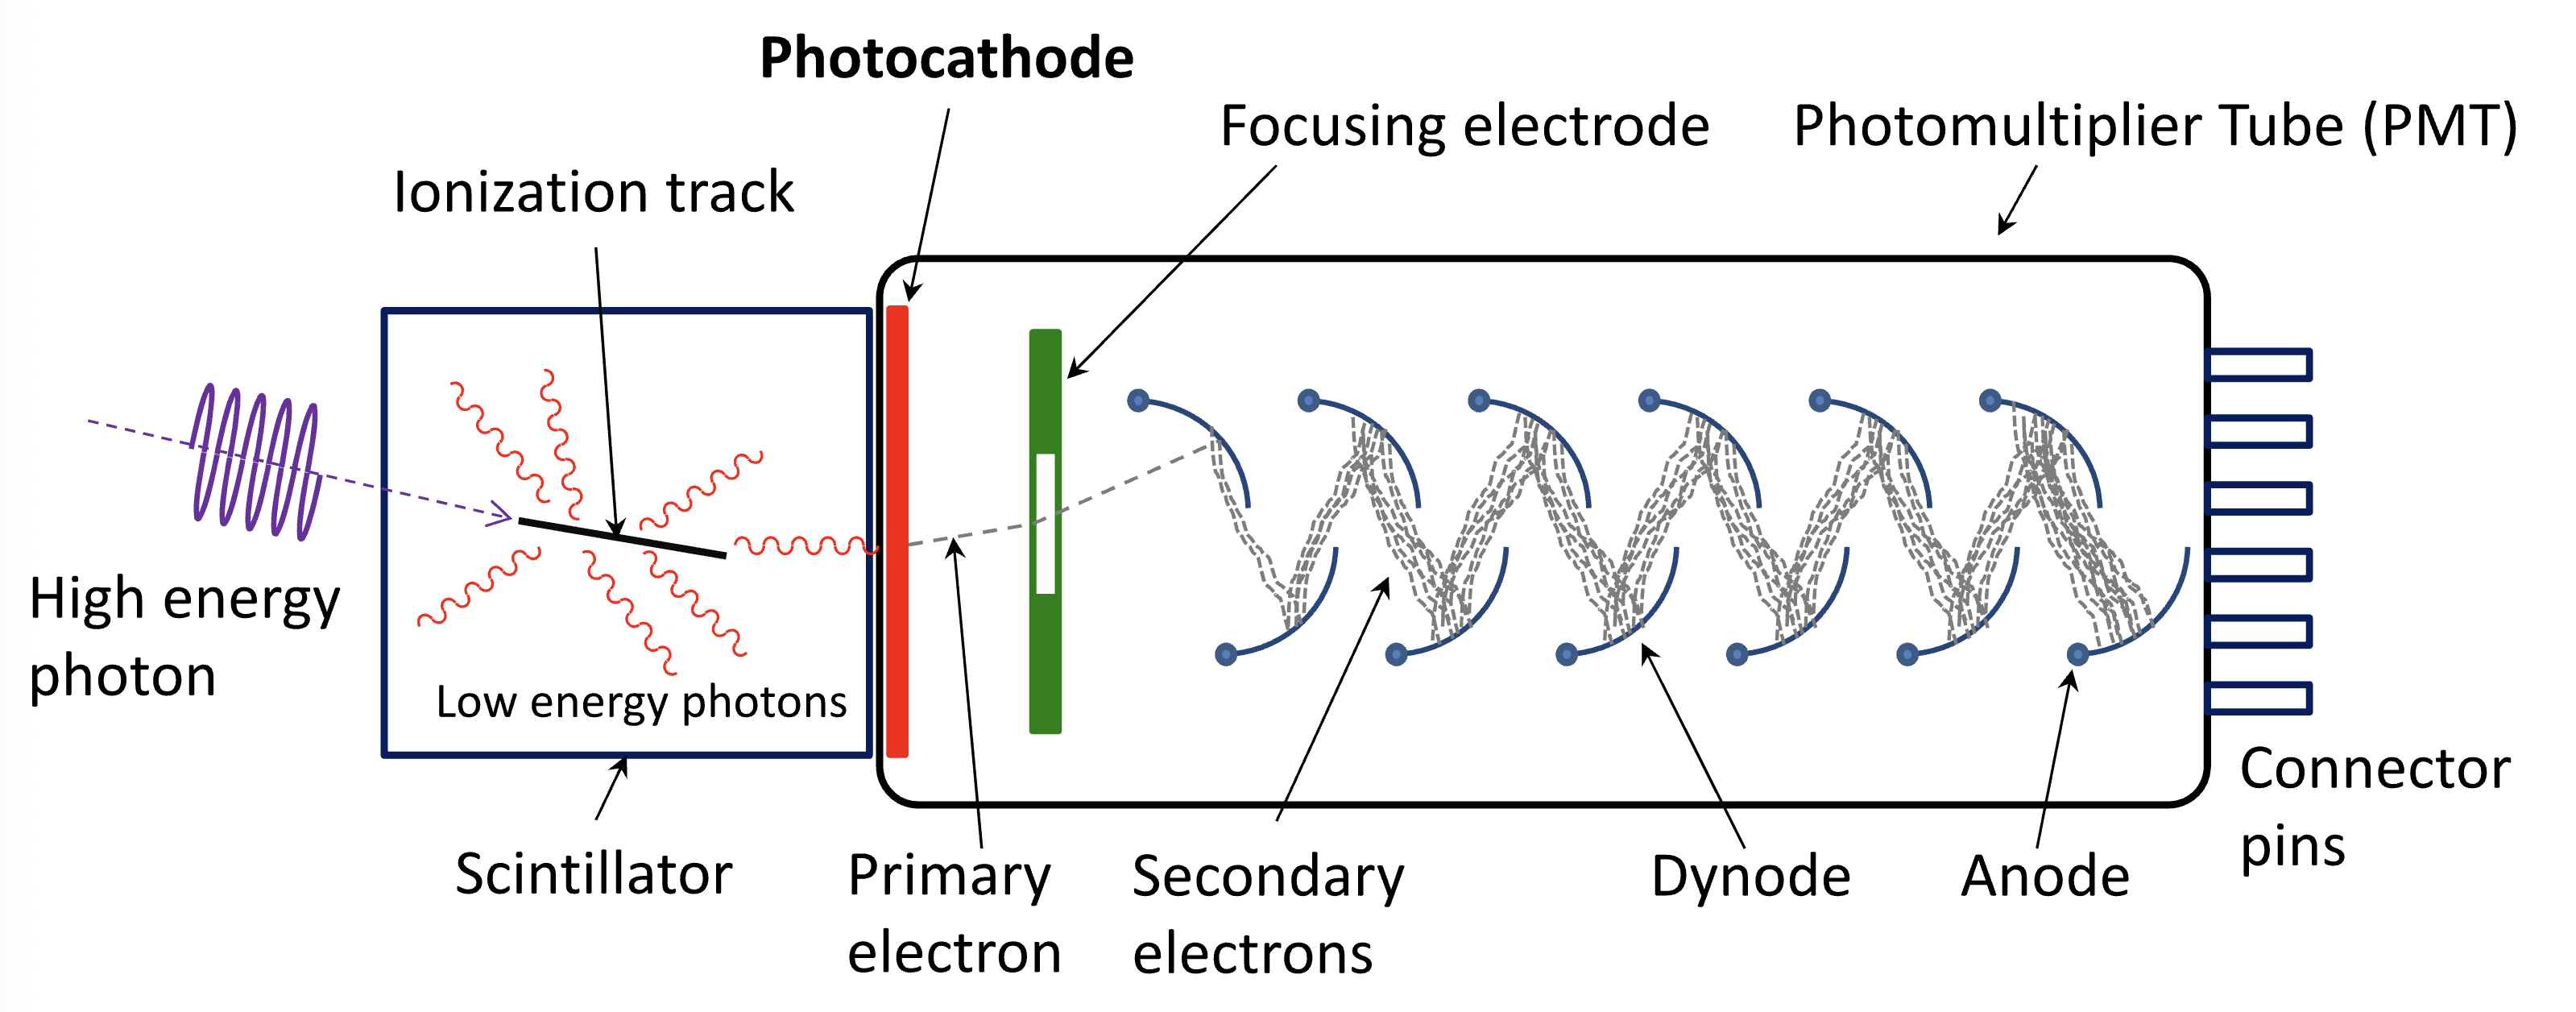 Photocathode
Focusing electrode
Photomultiplier Tube (PMT)
Ionization track
High energy
photon
Low energy photons
Scintillator
Primary
electron
Secondary
electrons
Dynode
Anode
Connector
pins